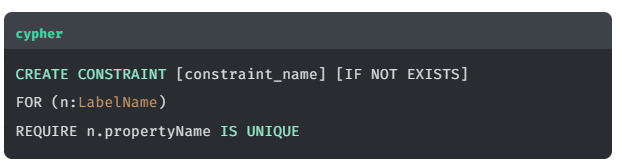 cypher
CREATE CONSTRAINT [constraint_name] [IF NOT EXISTS]
FOR (n:LabelName)
REQUIRE n.propertyName IS UNIQUE